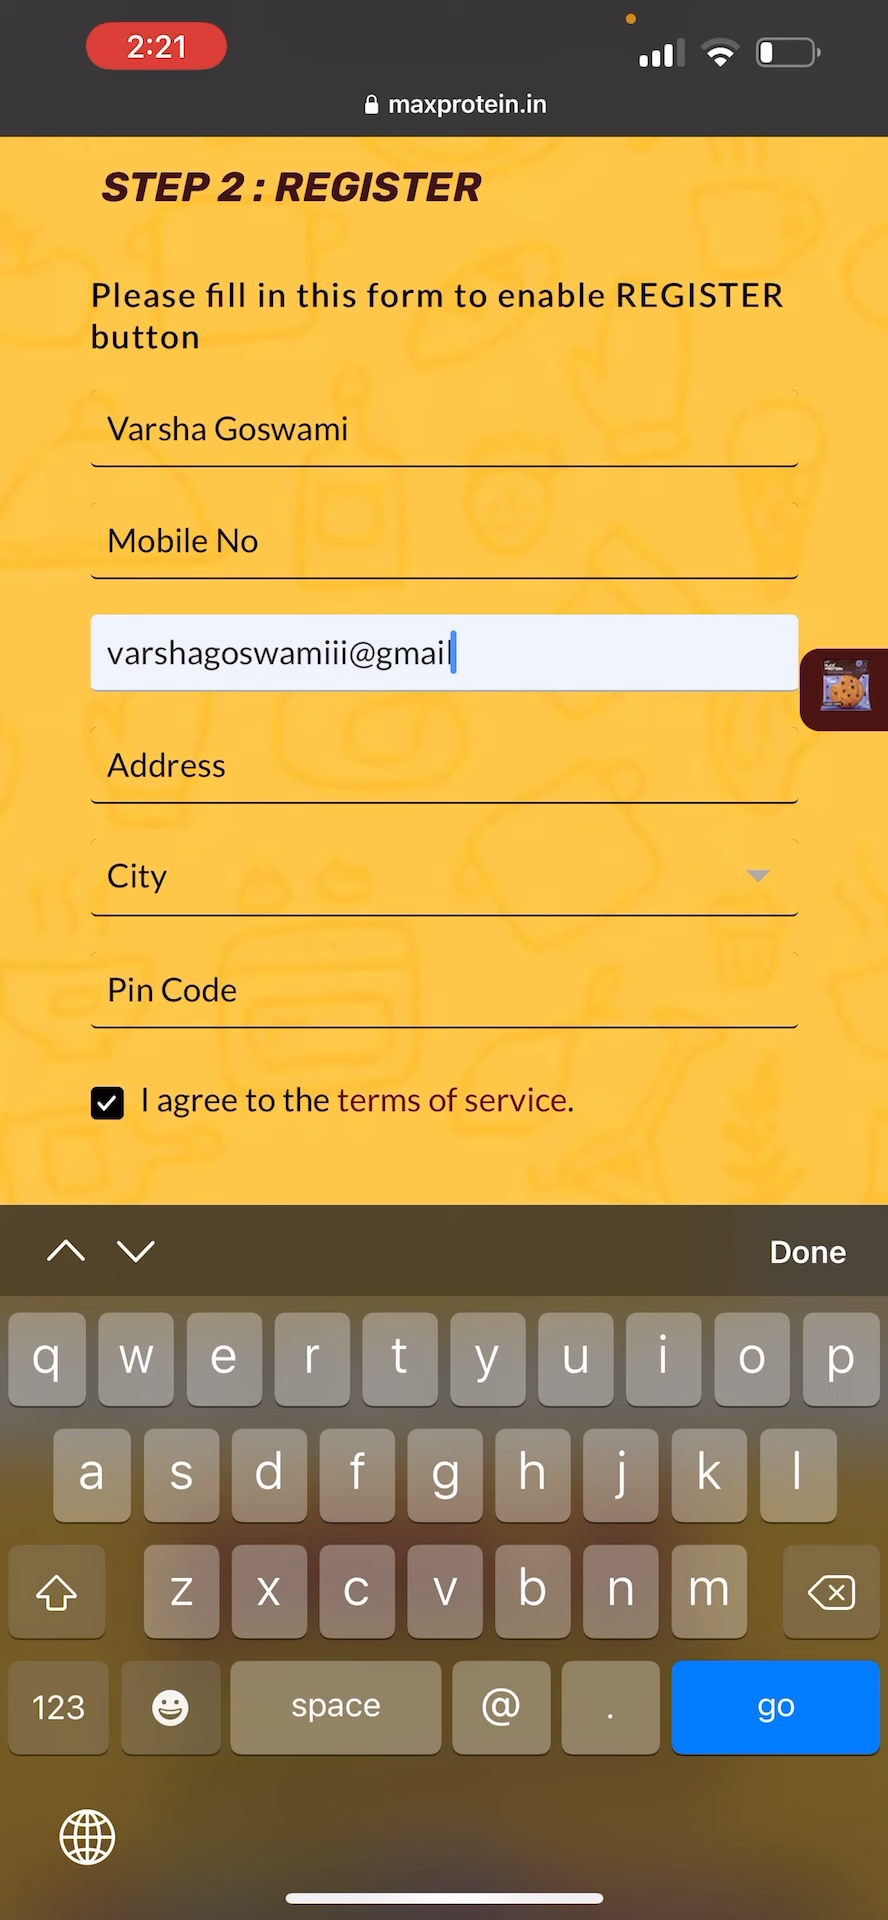 2:21
maxprotein.in
STEP 2 : REGISTER
Please fill in this form to enable REGISTER
button
Varsha Goswami
Mobile No
varshagoswamiii@gmail
Address
City
Pin Code
I agree to the terms of service.
Done
q w e r t y u i o p
a s d f g h j k l
z x c v b n m
123 space @ . go